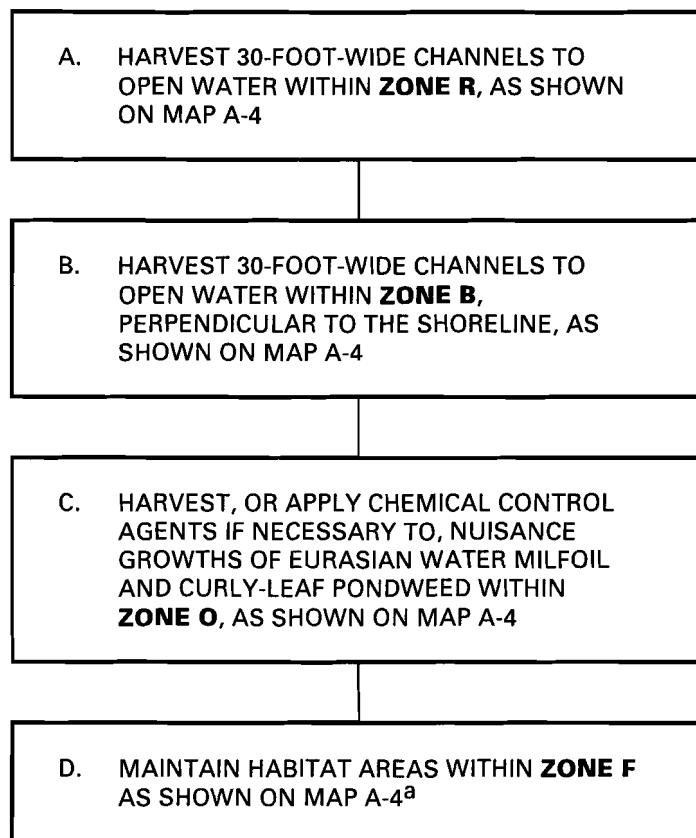 A. HARVEST 30-FOOT-WIDE CHANNELS TO
OPEN WATER WITHIN ZONE R, AS SHOWN
ON MAP A-4
B. HARVEST 30-FOOT-WIDE CHANNELS TO
OPEN WATER WITHIN ZONE B,
PERPENDICULAR TO THE SHORELINE, AS
SHOWN ON MAP A-4
C. HARVEST, OR APPLY CHEMICAL CONTROL
AGENTS IF NECESSARY TO, NUISANCE
GROWTHS OF EURASIAN WATER MILFOIL
AND CURLY-LEAF PONDWEED WITHIN
ZONE O, AS SHOWN ON MAP A-4
D. MAINTAIN HABITAT AREAS WITHIN ZONE F
AS SHOWN ON MAP A-4a